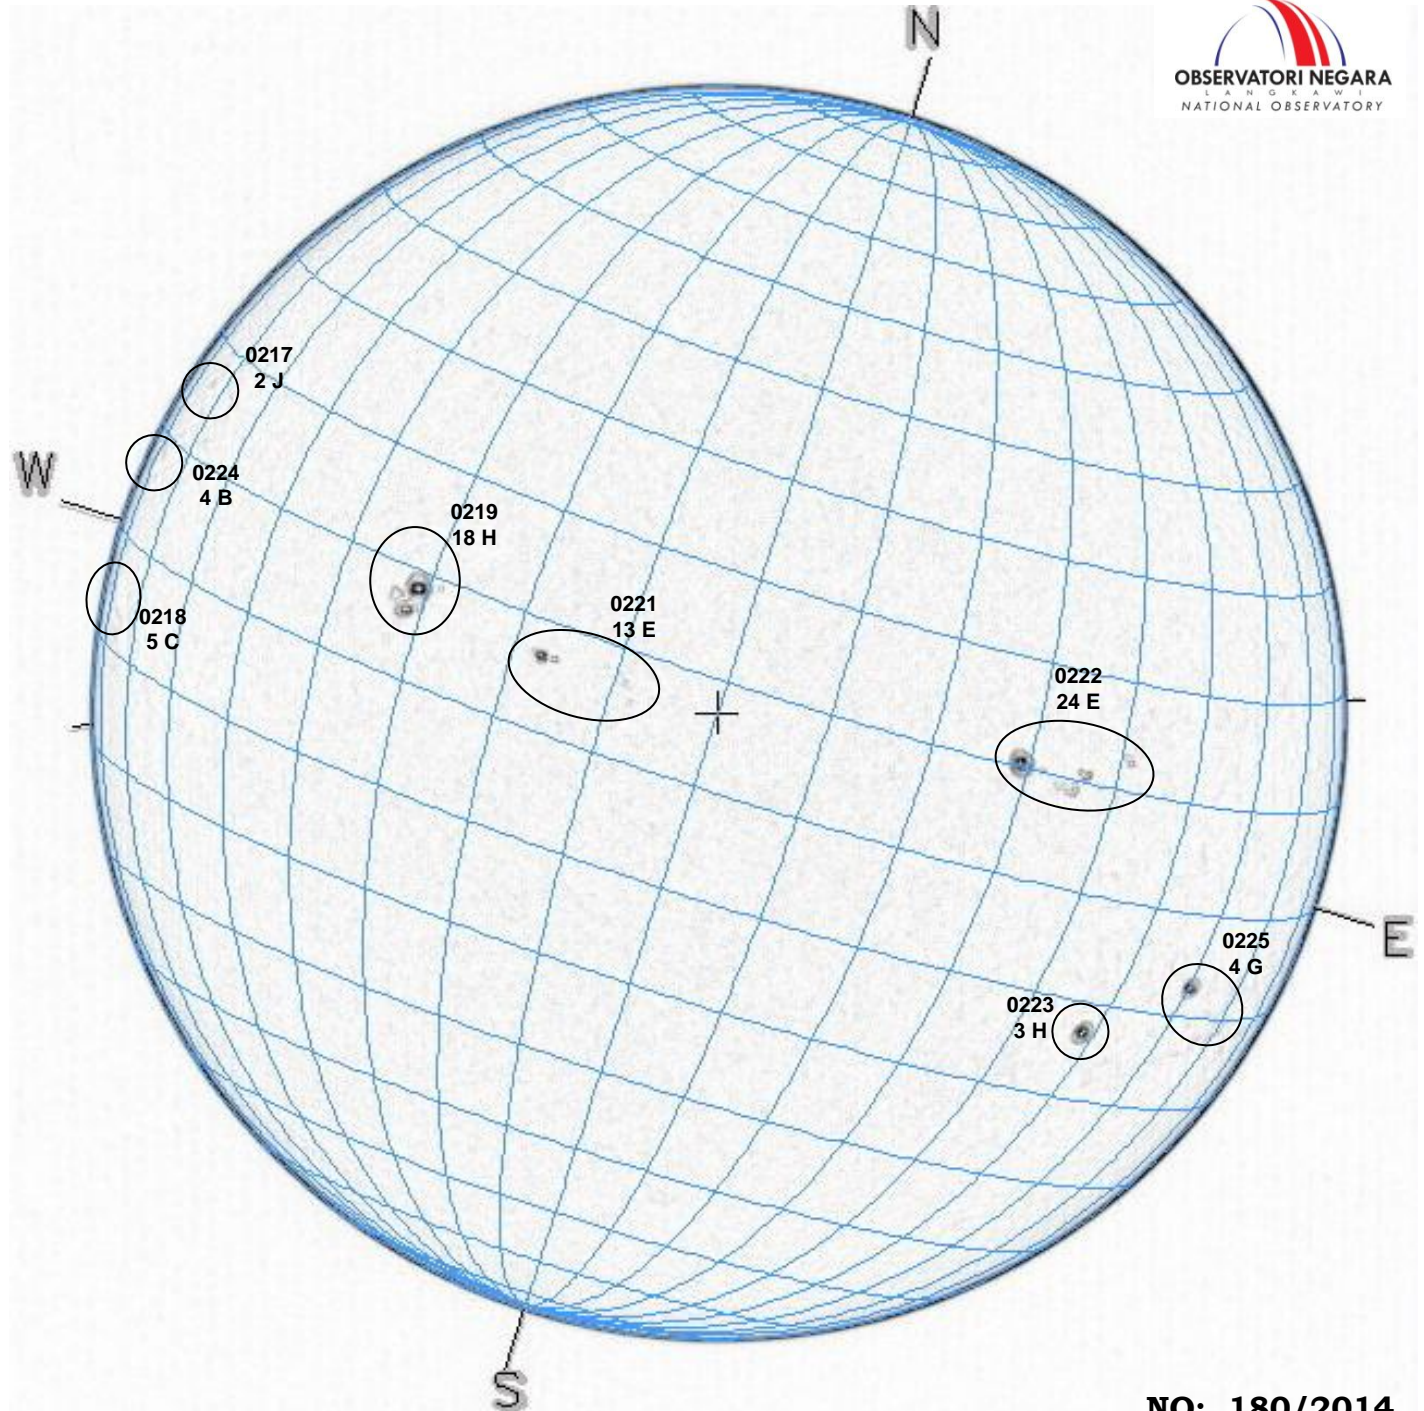 N
OBSERVATORI NEGARA
LANGKAWI
NATIONAL OBSERVATORY
0217
2 J
W
0224
4 B
0219
18 H
0218
5 C
0221
13 E
0222
24 E
0225
4 G
E
0223
3 H
S
NO: 180/2014